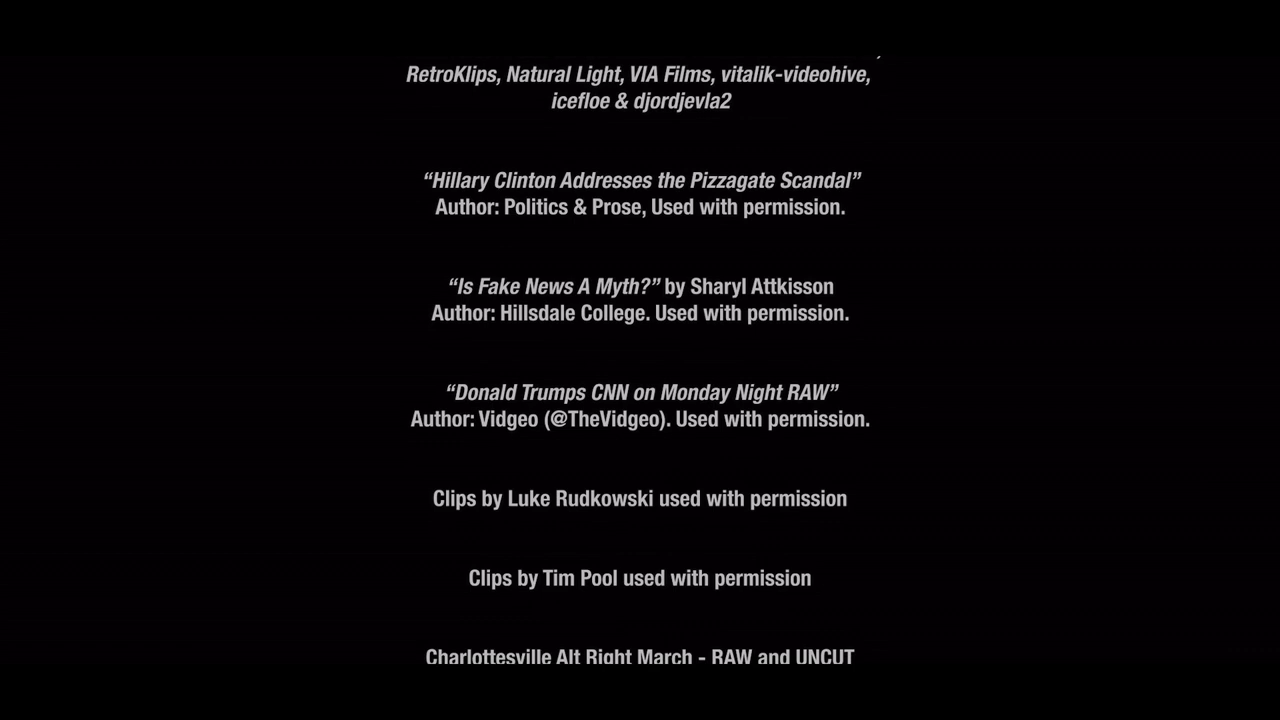 RetroKlips, Natural Light, VIA Films, vitalik-videohive,
icefloe & djordjevla2
“Hillary Clinton Addresses the Pizzagate Scandal”
Author: Politics & Prose, Used with permission.
“Is Fake News A Myth?” by Sharyl Attkisson
Author: Hillsdale College. Used with permission.
“Donald Trumps CNN on Monday Night RAW”
Author: Vidgeo (@TheVidgeo). Used with permission.
Clips by Luke Rudkowski used with permission
Clips by Tim Pool used with permission
Charlottesville Alt Right March - RAW and UNCUT